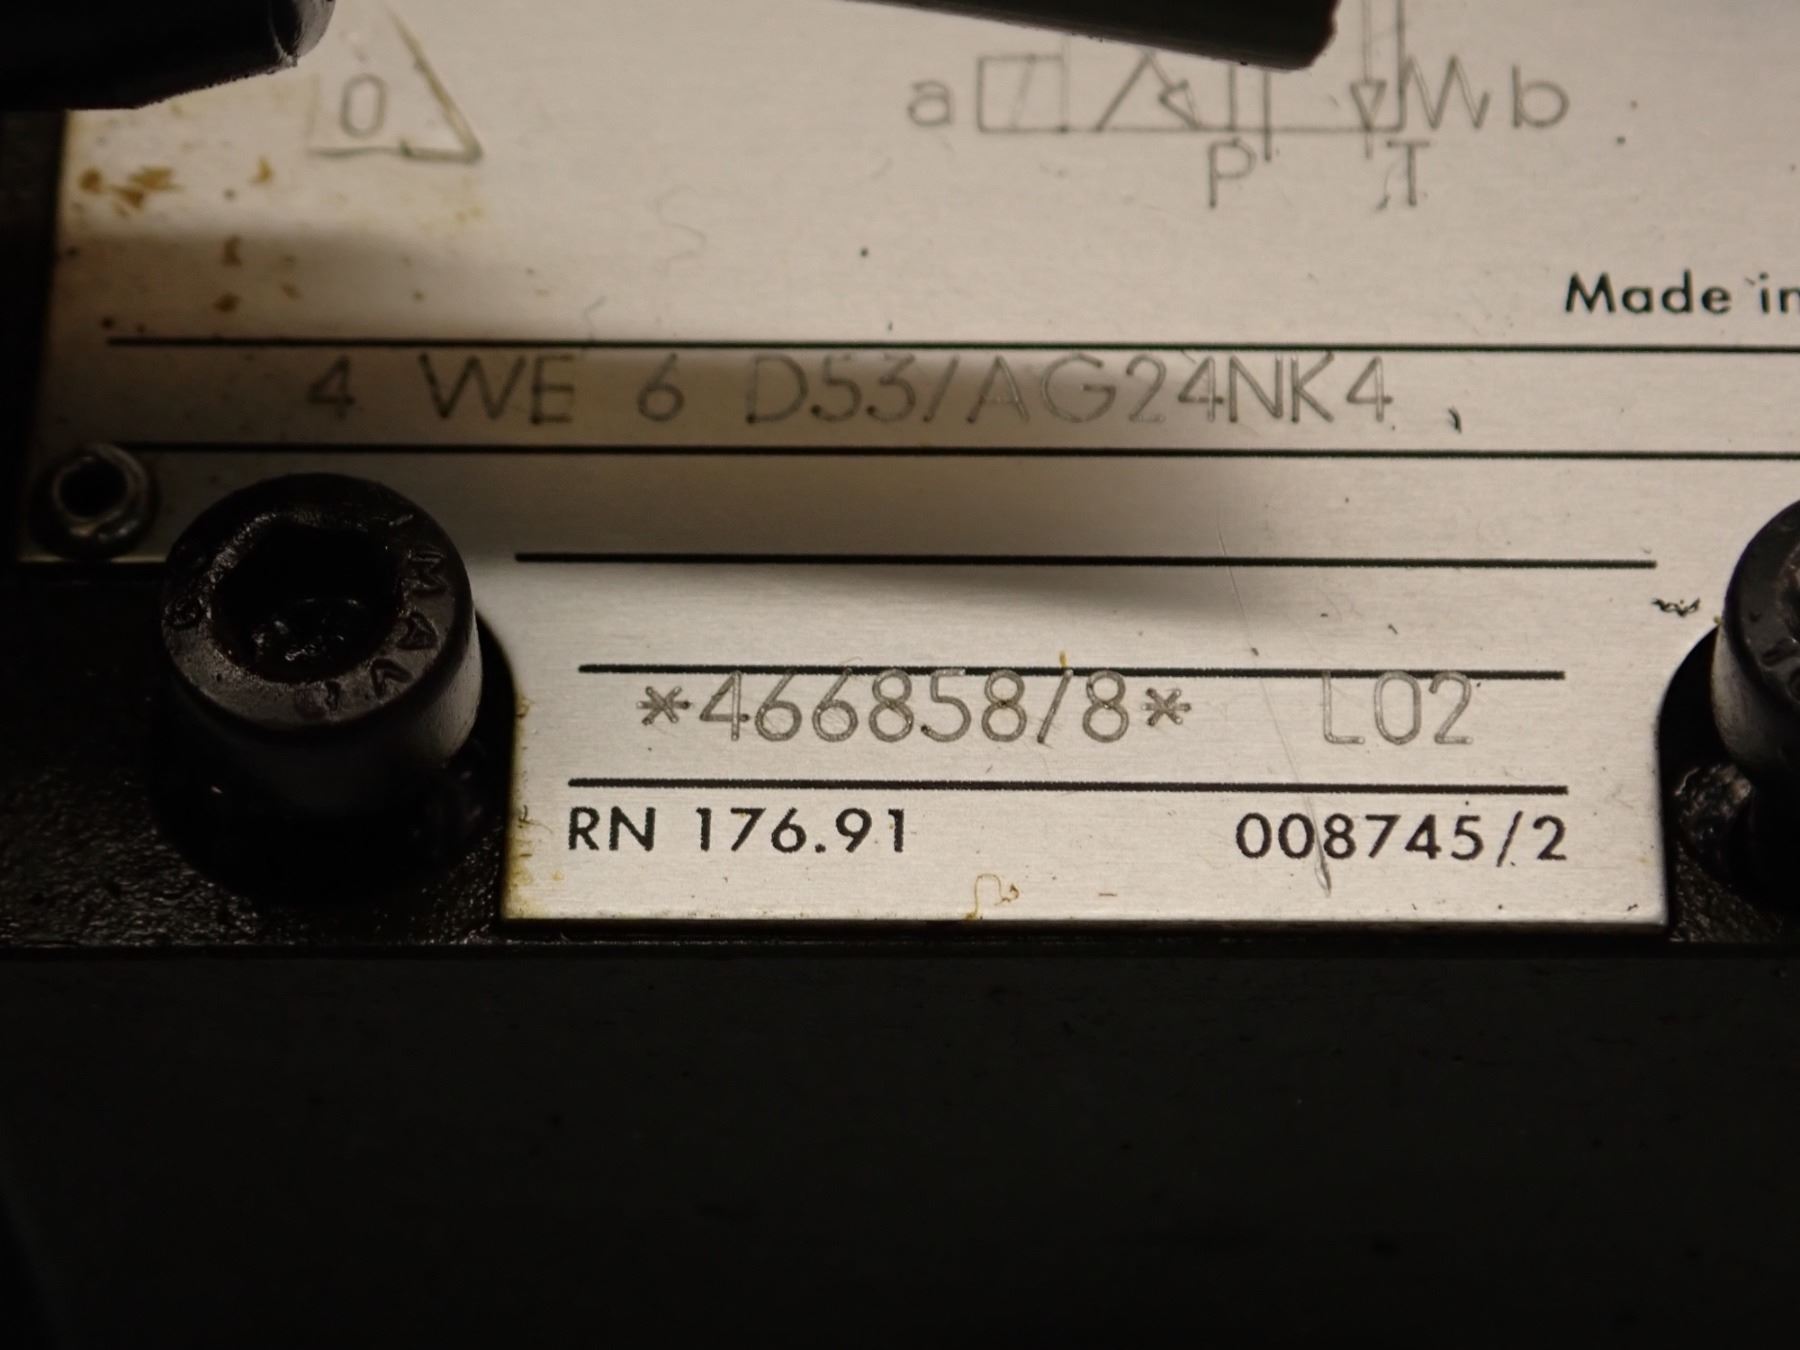 0
a b
P T
Made in
4 WE 6 D53/AG24NK4
*466858/8* L02
RN 176.91 008745/2